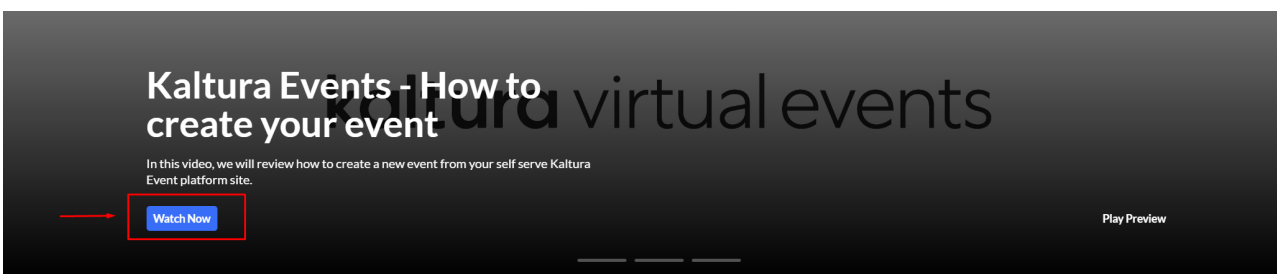 Kaltura Events - How to
create your event
kaltura virtual events
In this video, we will review how to create a new event from your self serve Kaltura
Event platform site.
Watch Now
Play Preview